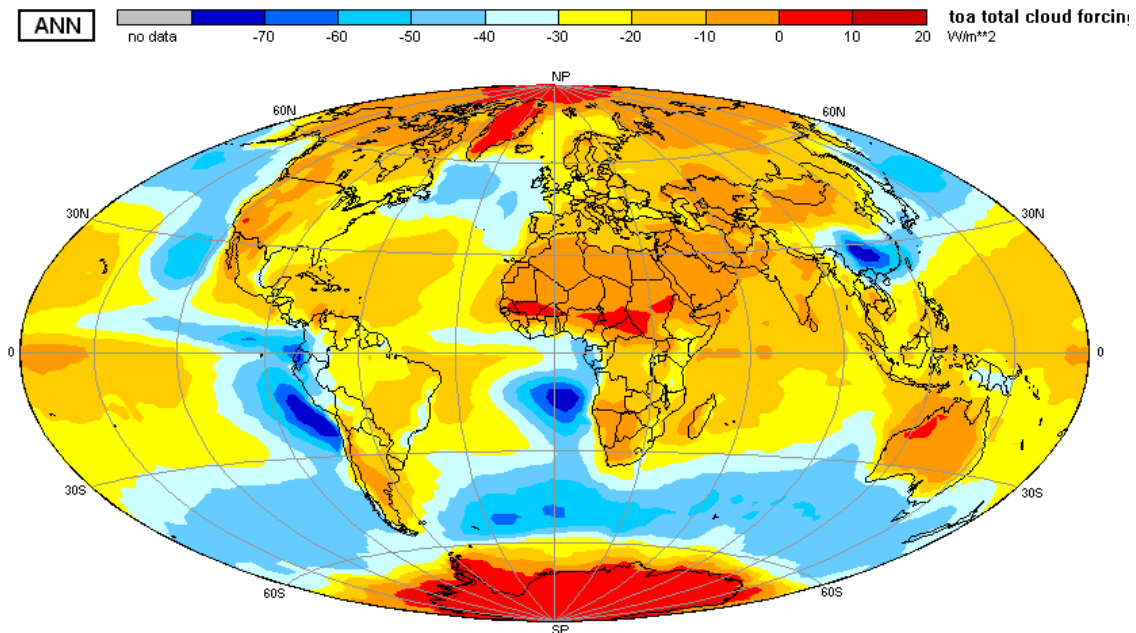 ANN
no data -70 -60 -50 -40 -30 -20 -10 0 10 20
toa total cloud forcing
W/m**2
NP
60N 60N
30N 30N
0 0
30S 30S
60S 60S
SP